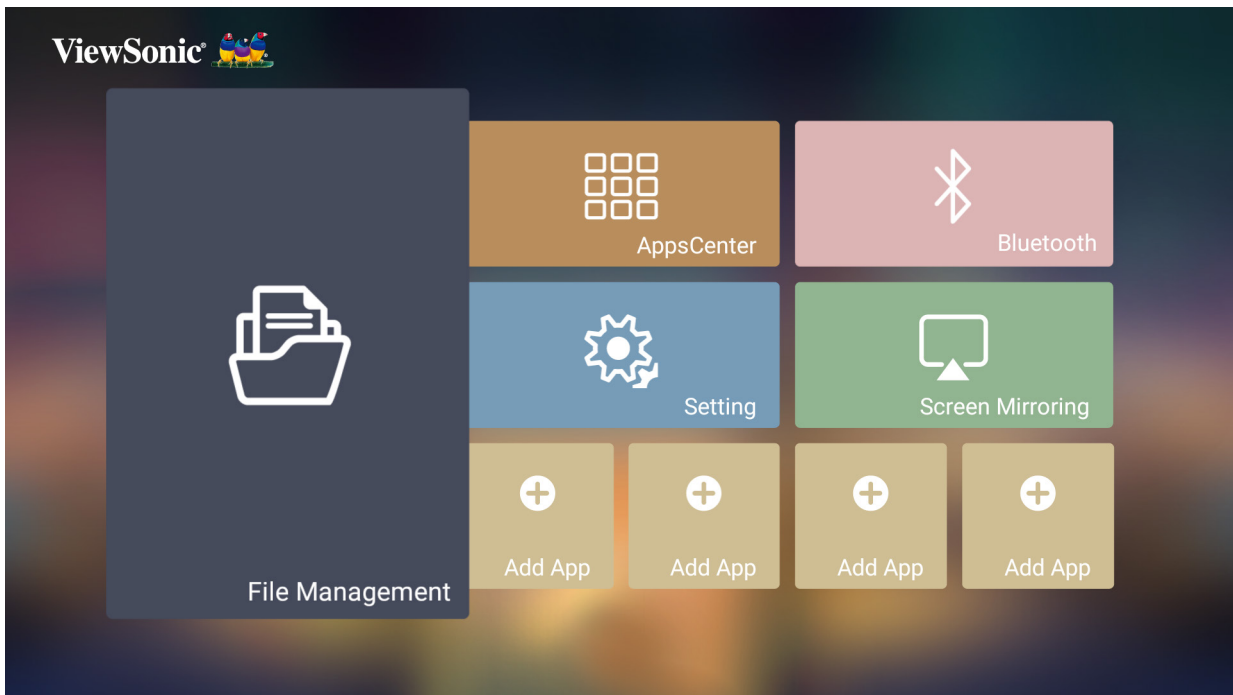 ViewSonic®
AppsCenter
Bluetooth
Setting
Screen Mirroring
File Management
Add App
Add App
Add App
Add App